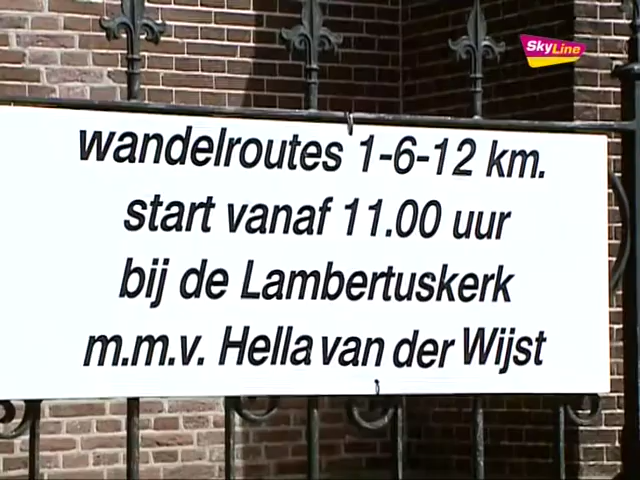 SkyLine
wandelroutes 1-6-12 km.
start vanaf 11.00 uur
bij de Lambertuskerk
m.m.v. Hella van der Wijst